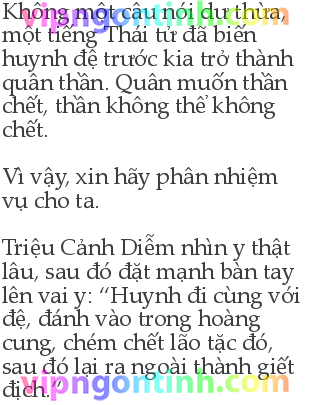 Không một câu nói dư thừa,
một tiếng Thái tử đã biến
huynh đệ trước kia trở thành
quân thần. Quân muốn thần
chết, thần không thể không
chết.
Vì vậy, xin hãy phân nhiệm
vụ cho ta.
Triệu Cảnh Diễm nhìn y thật
lâu, sau đó đặt mạnh bàn tay
lên vai y: “Huynh đi cùng với
đệ, đánh vào trong hoàng
cung, chém chết lão tặc đó,
sau đó lại ra ngoài thành giết
địch.”
vipngontinh.com
vipngontinh.com